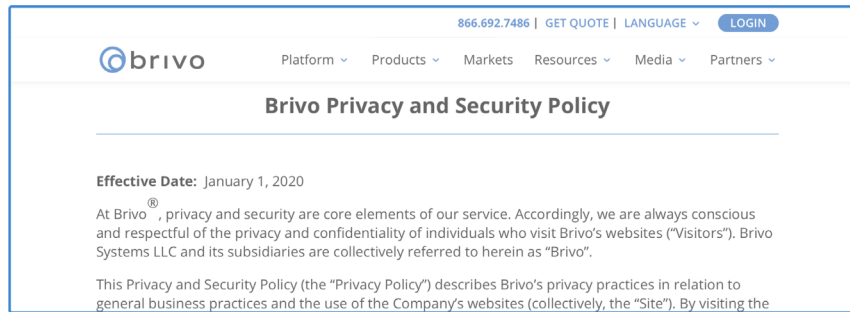 866.692.7486 | GET QUOTE | LANGUAGE
LOGIN
brivo
Platform Products Markets Resources Media Partners
Brivo Privacy and Security Policy
Effective Date: January 1, 2020
At Brivo®, privacy and security are core elements of our service. Accordingly, we are always conscious
and respectful of the privacy and confidentiality of individuals who visit Brivo’s websites (“Visitors”). Brivo
Systems LLC and its subsidiaries are collectively referred to herein as “Brivo”.
This Privacy and Security Policy (the “Privacy Policy”) describes Brivo’s privacy practices in relation to
general business practices and the use of the Company’s websites (collectively, the “Site”). By visiting the